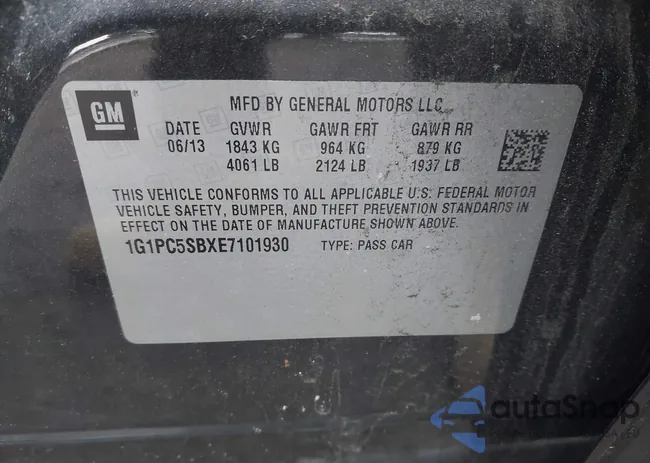 GM
MFD BY GENERAL MOTORS LLC
DATE GVWR GAWR FRT GAWR RR
06/13 1843 KG 964 KG 879 KG
4061 LB 2124 LB 1937 LB
THIS VEHICLE CONFORMS TO ALL APPLICABLE U.S. FEDERAL MOTOR
VEHICLE SAFETY, BUMPER, AND THEFT PREVENTION STANDARDS IN
EFFECT ON THE DATE OF MANUFACTURE SHOWN ABOVE.
1G1PC5SBXE7101930 TYPE: PASS CAR
autoSnap